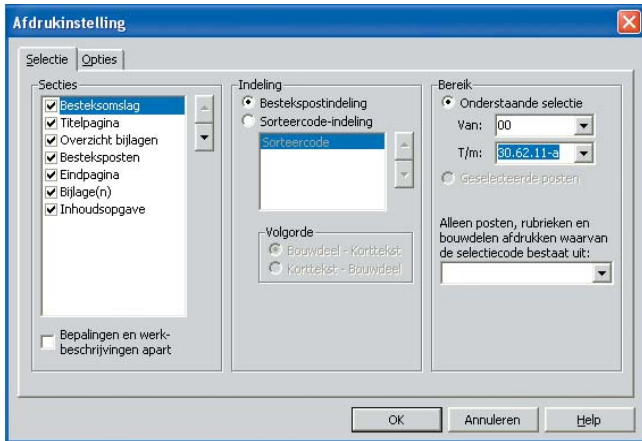 Afdrukinstelling
Selectie
Opties
Secties
Besteksomslag
Titelpagina
Overzicht bijlagen
Besteksposten
Eindpagina
Bijlage(n)
Inhoudsopgave
Bepalingen en werk-
beschrijvingen apart
Indeling
Bestekspostindeling
Sorteercode-indeling
Sorteercode
Volgorde
Bouwdeel - Korttekst
Korttekst - Bouwdeel
Bereik
Onderstaande selectie
Van: 00
T/m: 30.62.11-a
Geselecteerde posten
Alleen posten, rubrieken en
bouwdelen afdrukken waarvan
de selectiecode bestaat uit:
OK
Annuleren
Help